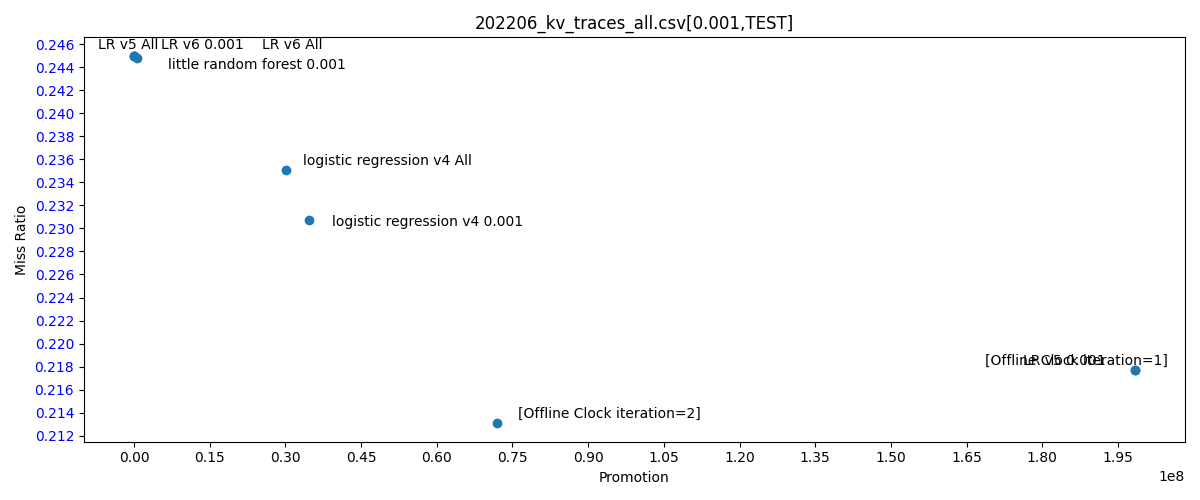 202206_kv_traces_all.csv[0.001,TEST]
0.246
0.244
0.242
0.240
0.238
0.236
0.234
0.232
0.230
0.228
0.226
0.224
0.222
0.220
0.218
0.216
0.214
0.212
Miss Ratio
LR v5 All
LR v6 0.001
LR v6 All
little random forest 0.001
logistic regression v4 All
logistic regression v4 0.001
[Offline Clock iteration=1]
LR v5 0.001
[Offline Clock iteration=2]
0.00 0.15 0.30 0.45 0.60 0.75 0.90 1.05 1.20 1.35 1.50 1.65 1.80 1.95
1e8
Promotion